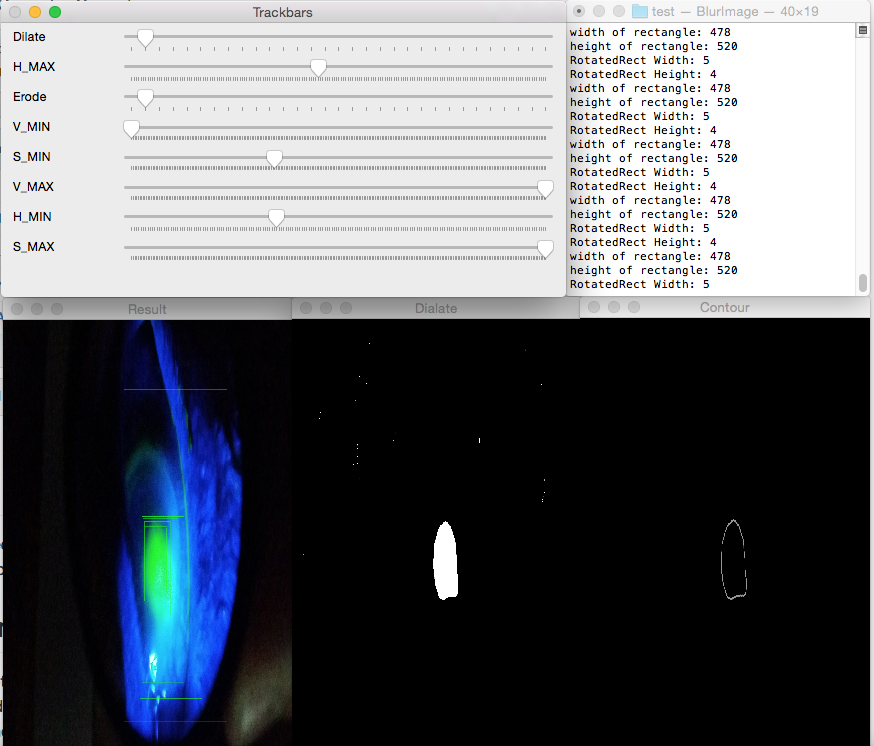 Trackbars
Dilate
H_MAX
Erode
V_MIN
S_MIN
V_MAX
H_MIN
S_MAX
test — BlurImage — 40×19
width of rectangle: 478
height of rectangle: 520
RotatedRect Width: 5
RotatedRect Height: 4
width of rectangle: 478
height of rectangle: 520
RotatedRect Width: 5
RotatedRect Height: 4
width of rectangle: 478
height of rectangle: 520
RotatedRect Width: 5
RotatedRect Height: 4
width of rectangle: 478
height of rectangle: 520
RotatedRect Width: 5
RotatedRect Height: 4
width of rectangle: 478
height of rectangle: 520
RotatedRect Width: 5
Result
Dialate
Contour